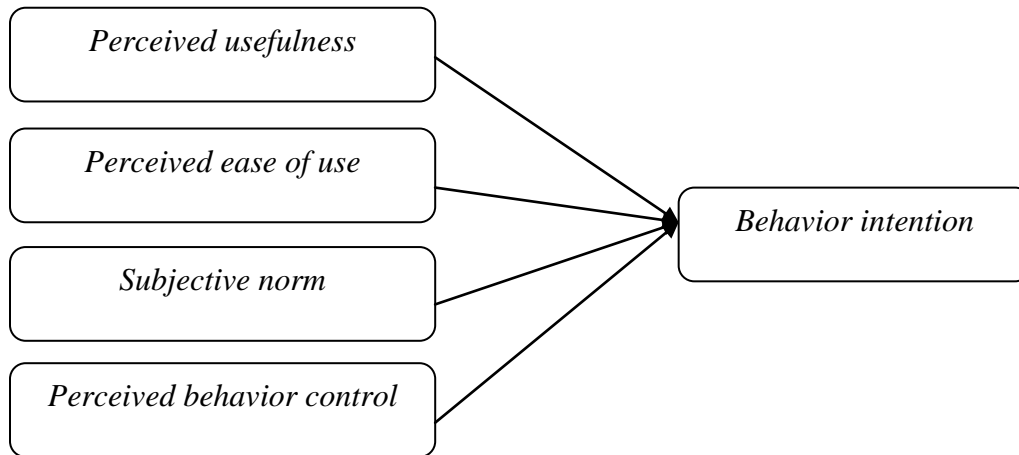 Perceived usefulness
Perceived ease of use
Behavior intention
Subjective norm
Perceived behavior control